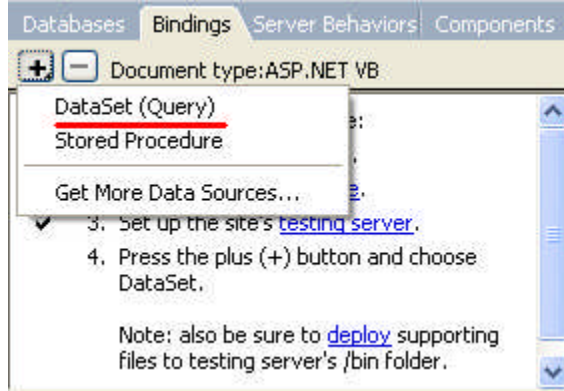 Databases Bindings Server Behaviors Components
Document type:ASP.NET VB
DataSet (Query)
Stored Procedure
Get More Data Sources...
3. Set up the site's testing server.
4. Press the plus (+) button and choose
DataSet.
Note: also be sure to deploy supporting
files to testing server's /bin folder.